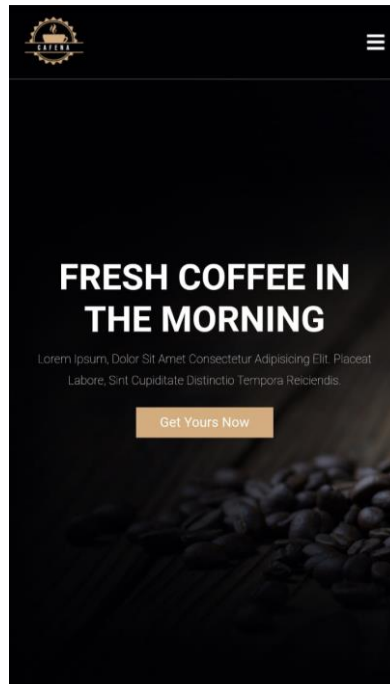 CAFENA
FRESH COFFEE IN
THE MORNING
Lorem Ipsum, Dolor Sit Amet Consectetur Adipisicing Elit. Placeat
Labore, Sint Cupiditate Distinctio Tempora Reiciendis.
Get Yours Now